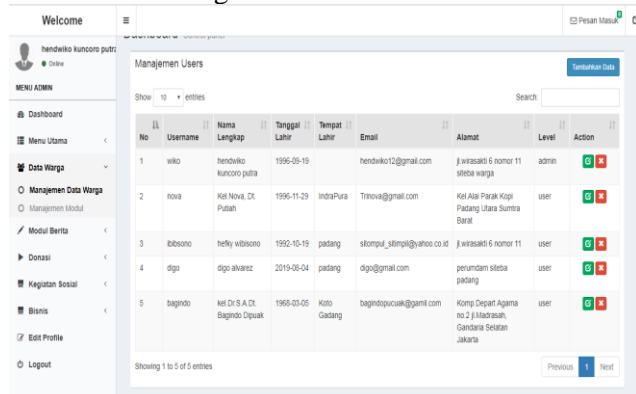 Welcome
Pesan Masuk
hendwiko kuncoro putra
Online
MENU ADMIN
Dashboard
Menu Utama
Data Warga
Manajemen Data Warga
Manajemen Modul
Modul Berita
Donasi
Kegiatan Sosial
Bisnis
Edit Profile
Logout
Manajemen Users
Tambahkan Data
Show 10 entries
Search:
No Username Nama Lengkap Tanggal Lahir Tempat Lahir Email Alamat Level Action
1 wiko hendwiko 1996-09-19 hendwiko12@gmail.com jl.wirasakti 6 nomor 11 admin
kuncoro putra siteba warga
2 nova Kel.Nova, Dt. 1996-11-29 IndraPura Trinova@gmail.com Kel.Alai Parak Kopi user
Putiah Padang Utara Sumtra
Barat
3 ibibsono hefky wibisono 1992-10-19 padang sitompul_sitimpil@yahoo.co.id jl.wirasakti 6 nomor 11 user
4 digo digo alvarez 2019-08-04 padang digo@gmail.com perumdam siteba user
padang
5 bagindo kel Dr.S.A.Dt. 1968-03-05 Koto bagindopucuak@gamil.com Komp.Depart Agama user
Bagindo Dipuak Gadang no.2 jl.Madrasah,
Gandaria Selatan
Jakarta
Showing 1 to 5 of 5 entries
Previous 1 Next